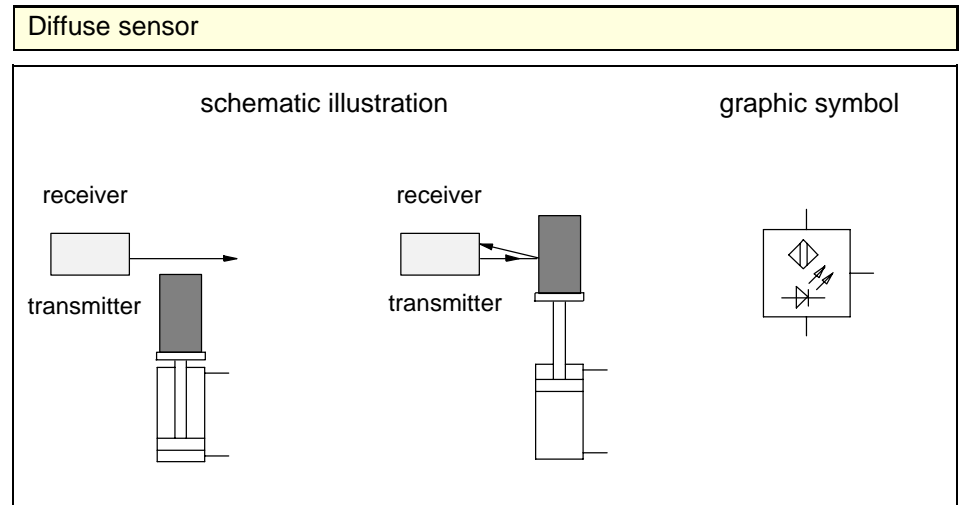 Diffuse sensor
schematic illustration
graphic symbol
receiver
transmitter
receiver
transmitter